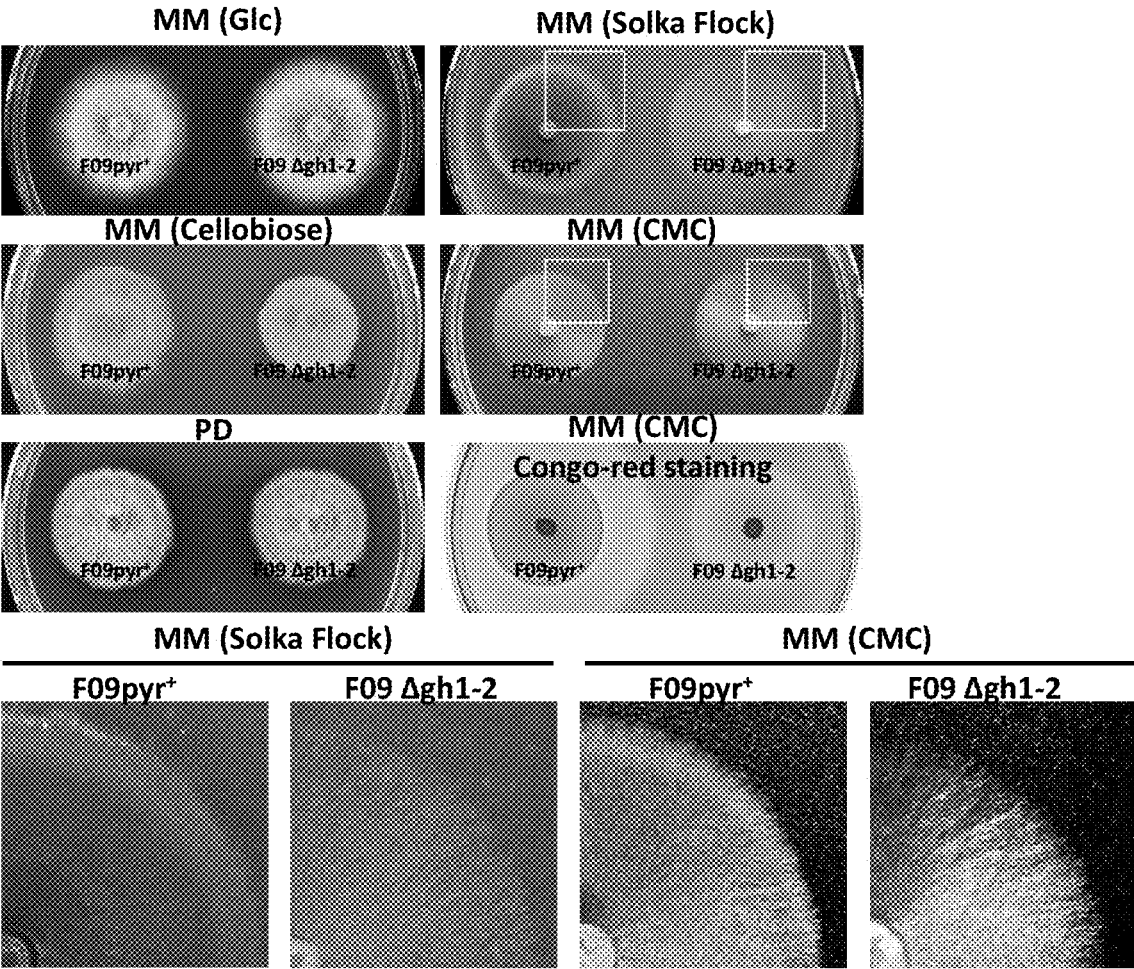 MM (Glc)
MM (Solka Flock)
F09pyr⁺
F09 Δgh1-2
F09pyr⁺
F09 Δgh1-2
MM (Cellobiose)
MM (CMC)
F09pyr⁺
F09 Δgh1-2
F09pyr⁺
F09 Δgh1-2
PD
MM (CMC)
Congo-red staining
F09pyr⁺
F09 Δgh1-2
F09pyr⁺
F09 Δgh1-2
MM (Solka Flock)
MM (CMC)
F09pyr⁺
F09 Δgh1-2
F09pyr⁺
F09 Δgh1-2